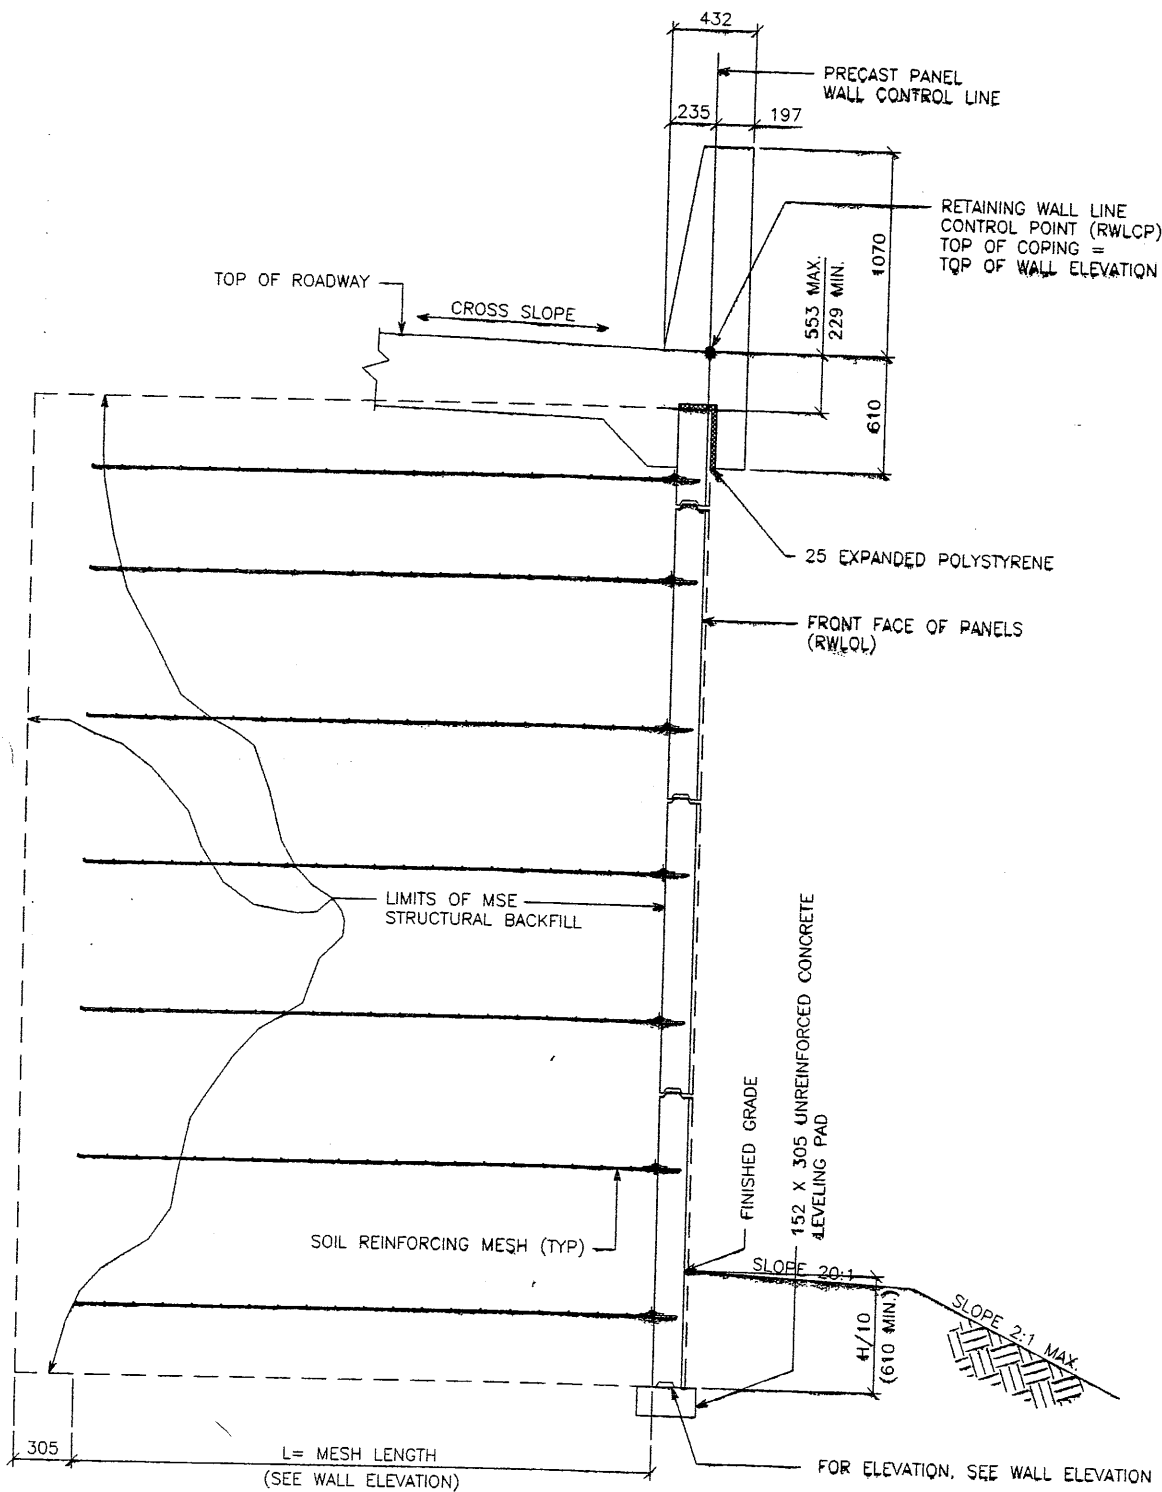 432
PRECAST PANEL
WALL CONTROL LINE
235
197
RETAINING WALL LINE
CONTROL POINT (RWLCP)
TOP OF COPING =
TOP OF WALL ELEVATION
1070
553 MAX.
229 MIN.
TOP OF ROADWAY
CROSS SLOPE
610
25 EXPANDED POLYSTYRENE
FRONT FACE OF PANELS
(RWLOL)
LIMITS OF MSE
STRUCTURAL BACKFILL
152 X 305 UNREINFORCED CONCRETE
LEVELING PAD
FINISHED GRADE
SOIL REINFORCING MESH (TYP)
SLOPE 20:1
SLOPE 2:1 MAX.
H/10
(610 MIN.)
305
L= MESH LENGTH
(SEE WALL ELEVATION)
FOR ELEVATION, SEE WALL ELEVATION